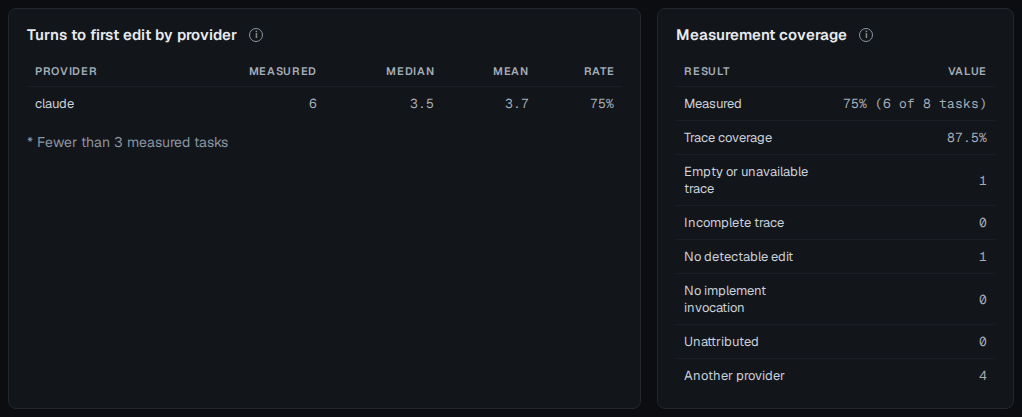 Turns to first edit by provider
PROVIDER MEASURED MEDIAN MEAN RATE
claude 6 3.5 3.7 75%
* Fewer than 3 measured tasks
Measurement coverage
RESULT VALUE
Measured 75% (6 of 8 tasks)
Trace coverage 87.5%
Empty or unavailable
trace 1
Incomplete trace 0
No detectable edit 1
No implement
invocation 0
Unattributed 0
Another provider 4